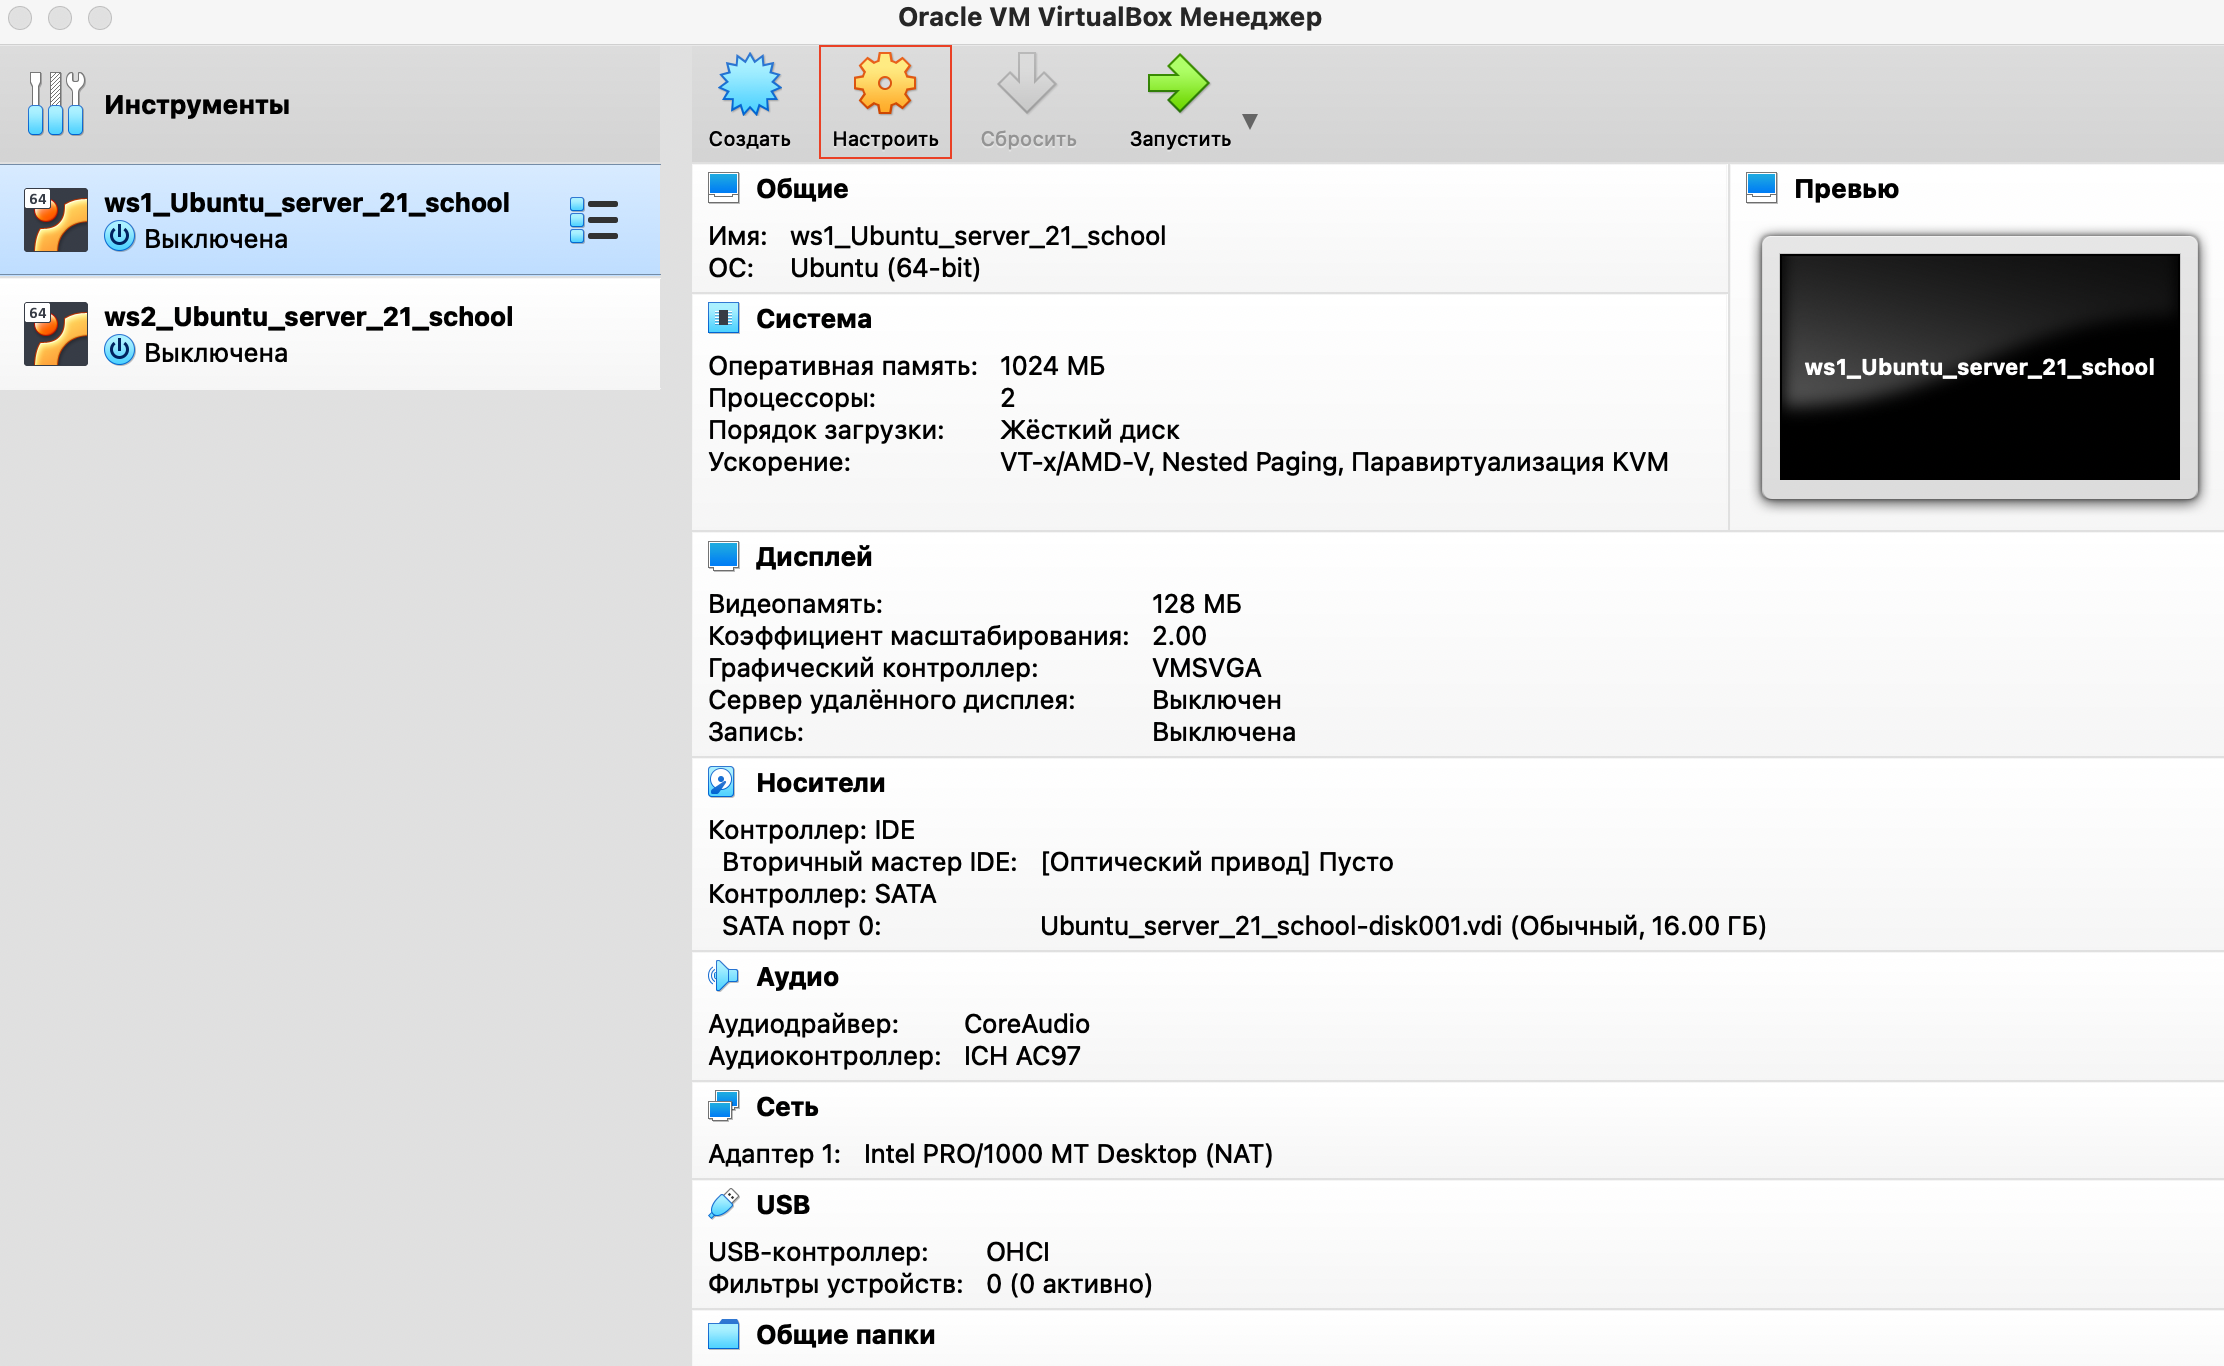 Oracle VM VirtualBox Менеджер
Инструменты
Создать
Настроить
Сбросить
Запустить
64
ws1_Ubuntu_server_21_school
Выключена
64
ws2_Ubuntu_server_21_school
Выключена
Общие
Имя: ws1_Ubuntu_server_21_school
ОС: Ubuntu (64-bit)
Превью
ws1_Ubuntu_server_21_school
Система
Оперативная память: 1024 МБ
Процессоры: 2
Порядок загрузки: Жёсткий диск
Ускорение: VT-x/AMD-V, Nested Paging, Паравиртуализация KVM
Дисплей
Видеопамять: 128 МБ
Коэффициент масштабирования: 2.00
Графический контроллер: VMSVGA
Сервер удалённого дисплея: Выключен
Запись: Выключена
Носители
Контроллер: IDE
Вторичный мастер IDE: [Оптический привод] Пусто
Контроллер: SATA
SATA порт 0: Ubuntu_server_21_school-disk001.vdi (Обычный, 16.00 ГБ)
Аудио
Аудиодрайвер: CoreAudio
Аудиоконтроллер: ICH AC97
Сеть
Адаптер 1: Intel PRO/1000 MT Desktop (NAT)
USB
USB-контроллер: OHCI
Фильтры устройств: 0 (0 активно)
Общие папки